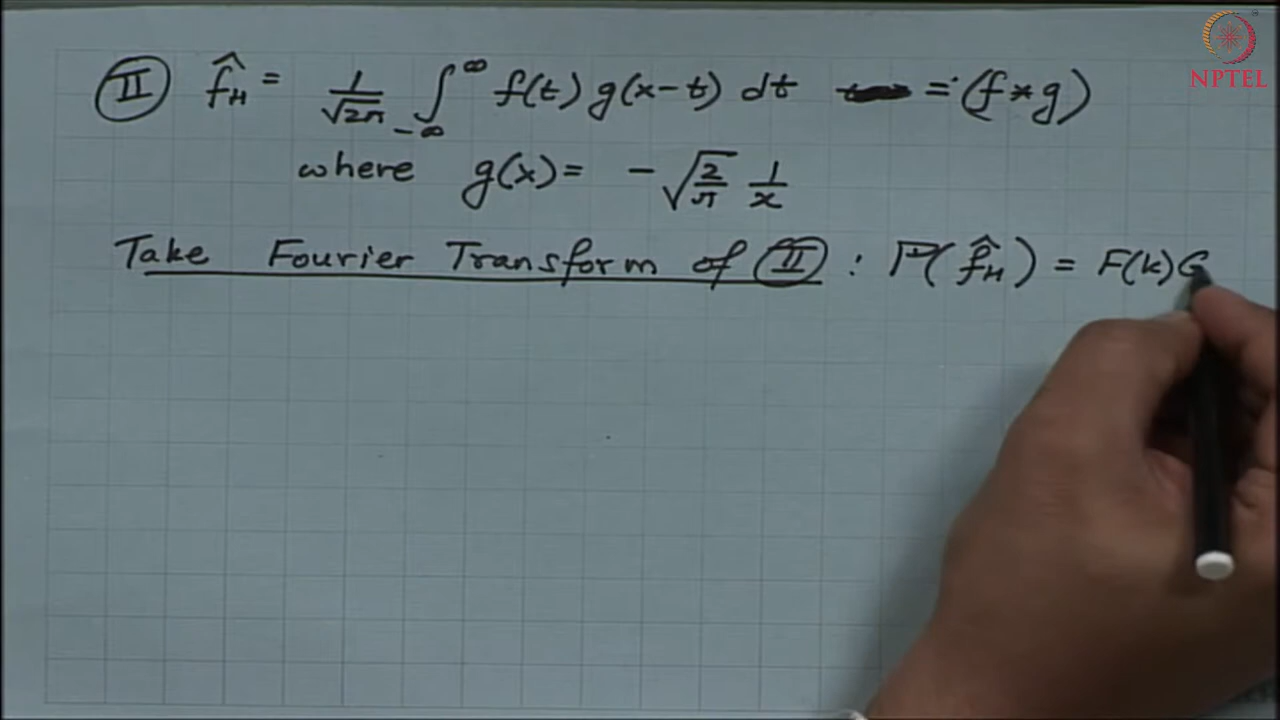 NPTEL
II f̂_H = 1/√2π ∫_{-∞}^{∞} f(t) g(x-t) dt = (f*g)
where g(x) = -√(2/π) 1/x
Take Fourier Transform of II : F(f̂_H) = F(k)G